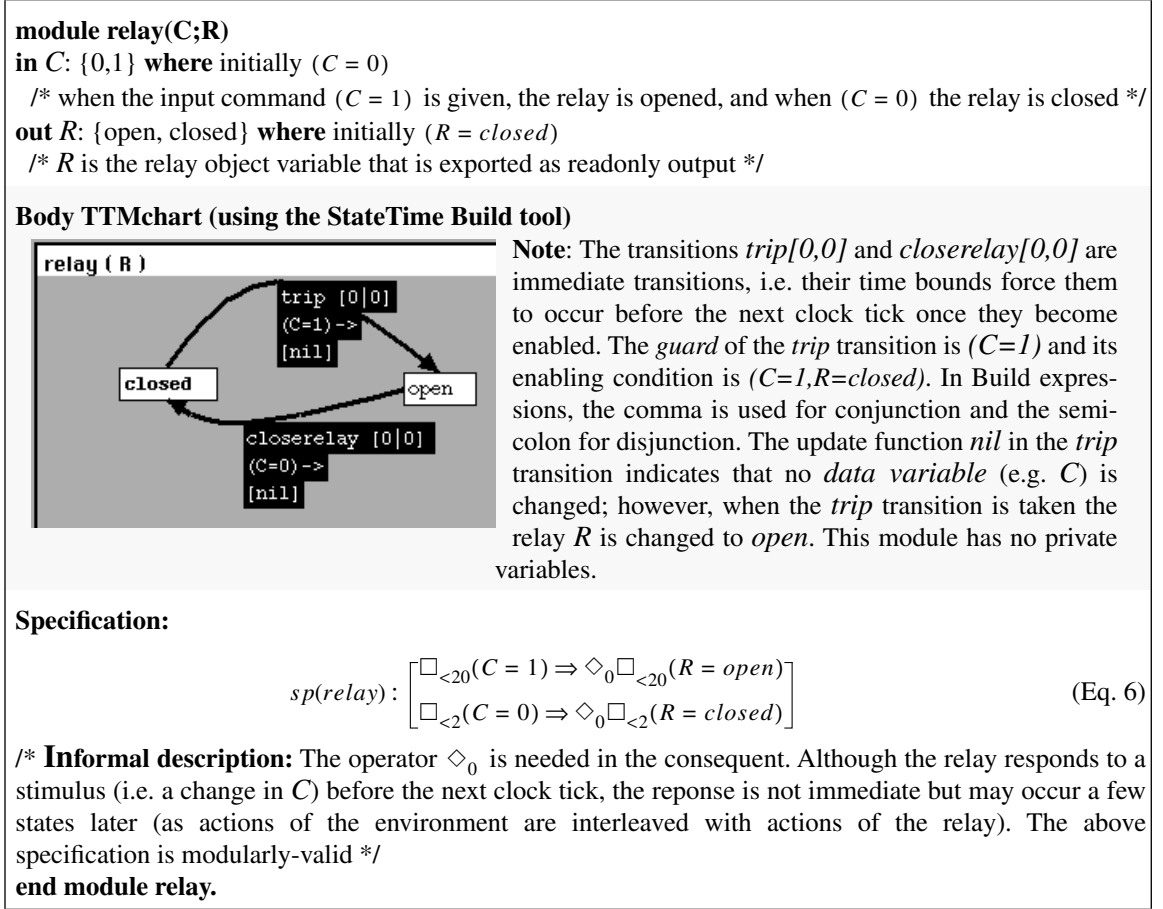 module relay(C;R)
in C: {0,1} where initially (C = 0)
/* when the input command (C = 1) is given, the relay is opened, and when (C = 0) the relay is closed */
out R: {open, closed} where initially (R = closed)
/* R is the relay object variable that is exported as readonly output */
Body TTMchart (using the StateTime Build tool)
relay ( R )
trip [0|0]
(C=1)->
[nil]
closed
open
closerelay [0|0]
(C=0)->
[nil]
Note: The transitions trip[0,0] and closerelay[0,0] are
immediate transitions, i.e. their time bounds force them
to occur before the next clock tick once they become
enabled. The guard of the trip transition is (C=1) and its
enabling condition is (C=1,R=closed). In Build expres-
sions, the comma is used for conjunction and the semi-
colon for disjunction. The update function nil in the trip
transition indicates that no data variable (e.g. C) is
changed; however, when the trip transition is taken the
relay R is changed to open. This module has no private
variables.
Specification:
sp(relay): [□<20(C = 1) ⇒ ◇0□<20(R = open)
□<2(C = 0) ⇒ ◇0□<2(R = closed)] (Eq. 6)
/* Informal description: The operator ◇0 is needed in the consequent. Although the relay responds to a
stimulus (i.e. a change in C) before the next clock tick, the reponse is not immediate but may occur a few
states later (as actions of the environment are interleaved with actions of the relay). The above
specification is modularly-valid */
end module relay.